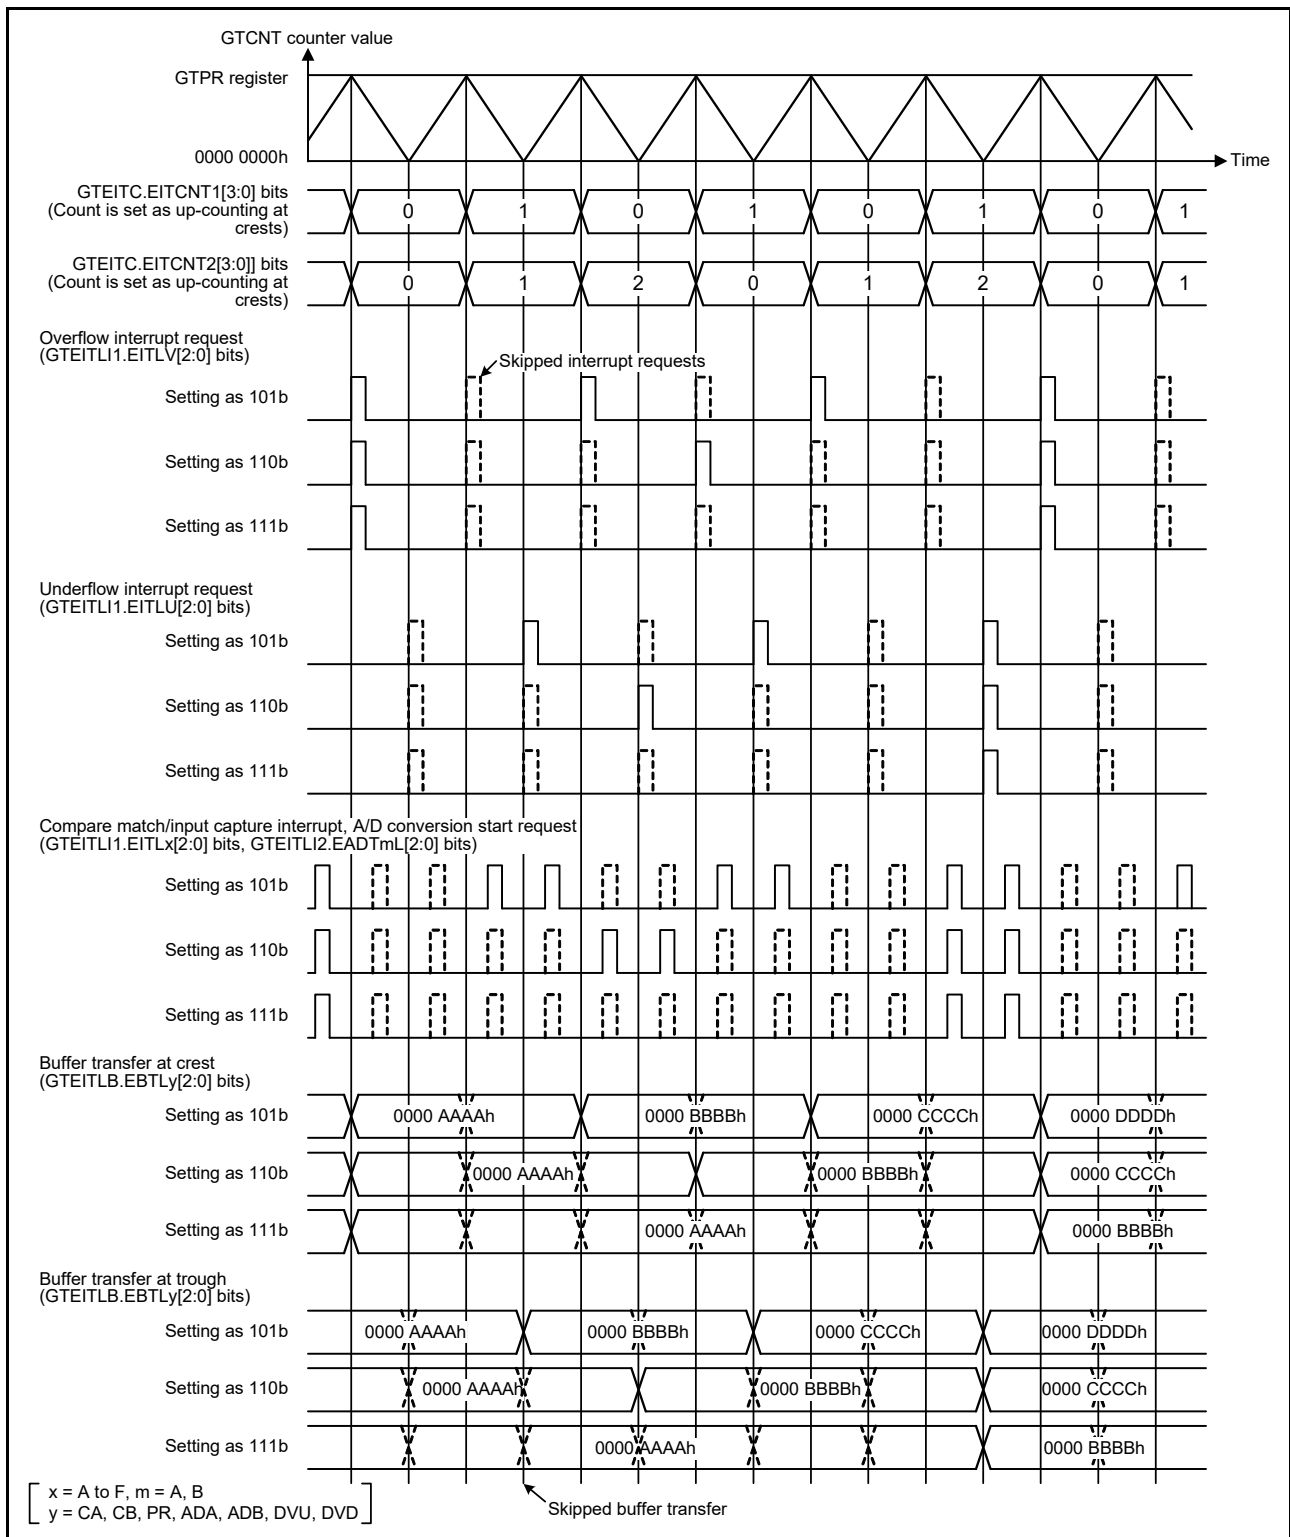 GTCNT counter value
GTPR register
0000 0000h
Time
GTEITC.EITCNT1[3:0] bits
(Count is set as up-counting at
crests)
0 1 0 1 0 1 0 1
GTEITC.EITCNT2[3:0]] bits
(Count is set as up-counting at
crests)
0 1 2 0 1 2 0 1
Overflow interrupt request
(GTEITLI1.EITLV[2:0] bits)
Skipped interrupt requests
Setting as 101b
Setting as 110b
Setting as 111b
Underflow interrupt request
(GTEITLI1.EITLU[2:0] bits)
Setting as 101b
Setting as 110b
Setting as 111b
Compare match/input capture interrupt, A/D conversion start request
(GTEITLI1.EITLx[2:0] bits, GTEITLI2.EADTmL[2:0] bits)
Setting as 101b
Setting as 110b
Setting as 111b
Buffer transfer at crest
(GTEITLB.EBTLy[2:0] bits)
Setting as 101b 0000 AAAAh 0000 BBBBh 0000 CCCCh 0000 DDDDh
Setting as 110b 0000 AAAAh 0000 BBBBh 0000 CCCCh
Setting as 111b 0000 AAAAh 0000 BBBBh
Buffer transfer at trough
(GTEITLB.EBTLy[2:0] bits)
Setting as 101b 0000 AAAAh 0000 BBBBh 0000 CCCCh 0000 DDDDh
Setting as 110b 0000 AAAAh 0000 BBBBh 0000 CCCCh
Setting as 111b 0000 AAAAh 0000 BBBBh
x = A to F, m = A, B
y = CA, CB, PR, ADA, ADB, DVU, DVD
Skipped buffer transfer